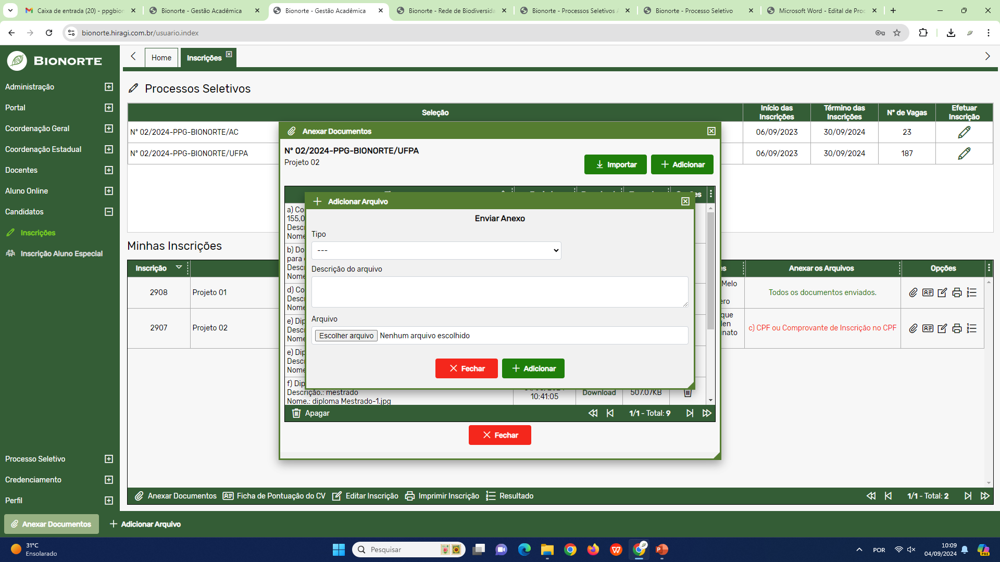 Caixa de entrada (20) - ppgbion
Bionorte - Gestão Acadêmica
Bionorte - Gestão Acadêmica
Bionorte - Rede de Biodiversida
Bionorte - Processos Seletivos A
Bionorte - Processo Seletivo
Microsoft Word - Edital de Proc
bionorte.hiragi.com.br/usuario.index
BIONORTE
Home
Inscrições
Administração
Portal
Coordenação Geral
Coordenação Estadual
Docentes
Aluno Online
Candidatos
Inscrições
Inscrição Aluno Especial
Processo Seletivo
Credenciamento
Perfil
Processos Seletivos
Seleção
Início das Inscrições
Término das Inscrições
N° de Vagas
Efetuar Inscrição
N° 02/2024-PPG-BIONORTE/AC
06/09/2023
30/09/2024
23
N° 02/2024-PPG-BIONORTE/UFPA
06/09/2023
30/09/2024
187
Minhas Inscrições
Inscrição
es
Anexar os Arquivos
Opções
2908
Projeto 01
Melo
ero
Todos os documentos enviados.
2907
Projeto 02
que
len
nato
c) CPF ou Comprovante de Inscrição no CPF
Anexar Documentos
N° 02/2024-PPG-BIONORTE/UFPA
Projeto 02
Importar
Adicionar
es
a) Co
155,0
Descr
Nome
b) Do
para
Descr
Nome
d) Co
Descr
Nome
e) Dip
Descr
Nome
e) Dip
Descr
Nome
f) Dip
Descrição.: mestrado
Nome.: diploma Mestrado-1.jpg
10:41:05
Download
507.07KB
Apagar
1/1 - Total: 9
Fechar
Adicionar Arquivo
Enviar Anexo
Tipo
---
Descrição do arquivo
Arquivo
Escolher arquivo Nenhum arquivo escolhido
Fechar
Adicionar
Anexar Documentos
Ficha de Pontuação do CV
Editar Inscrição
Imprimir Inscrição
Resultado
1/1 - Total: 2
Anexar Documentos
Adicionar Arquivo
31°C
Ensolarado
Pesquisar
POR
10:09
04/09/2024
PRE